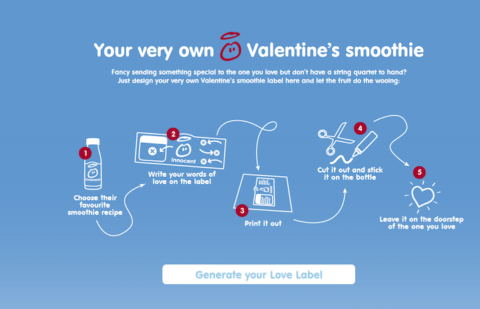 Your very own Valentine's smoothie
Fancy sending something special to the one you love but don't have a string quartet to hand?
Just design your very own Valentine's smoothie label here and let the fruit do the wooing:
1
Choose their
favourite
smoothie recipe
2
innocent
Write your words of
love on the label
3
Print it out
4
Cut it out and stick
it on the bottle
5
Leave it on the doorstep
of the one you love
Generate your Love Label